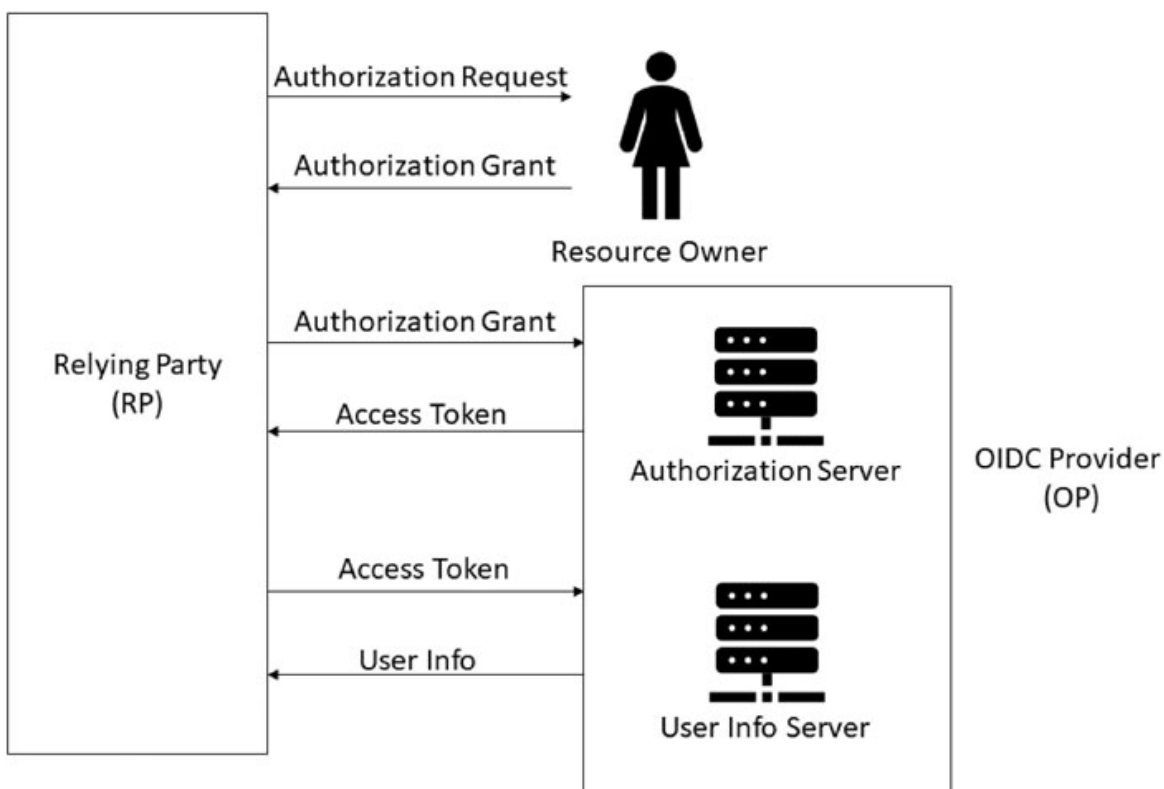 Authorization Request
Authorization Grant
Resource Owner
Authorization Grant
Relying Party
(RP)
Access Token
Authorization Server
OIDC Provider
(OP)
Access Token
User Info
User Info Server